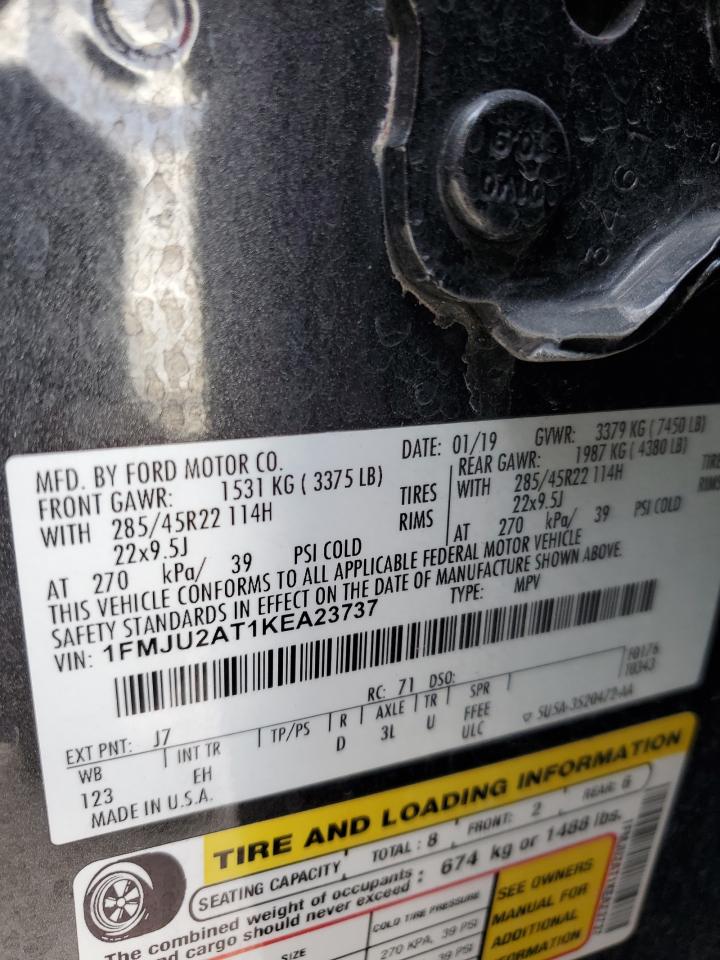 MFD. BY FORD MOTOR CO.
DATE: 01/19 GVWR: 3379 KG ( 7450 LB)
FRONT GAWR: 1531 KG ( 3375 LB)
REAR GAWR: 1987 KG ( 4380 LB)
WITH 285/45R22 114H TIRES
WITH 285/45R22 114H TIRES
22x9.5J RIMS
22x9.5J RIMS
AT 270 kPa/ 39 PSI COLD
AT 270 kPa/ 39 PSI COLD
THIS VEHICLE CONFORMS TO ALL APPLICABLE FEDERAL MOTOR VEHICLE
SAFETY STANDARDS IN EFFECT ON THE DATE OF MANUFACTURE SHOWN ABOVE.
VIN: 1FMJU2AT1KEA23737 TYPE: MPV
F0176
T0343
EXT PNT: J7 RC: 71 DSO:
WB INT TR TP/PS R AXLE TR SPR
123 EH D 3L U FFEE
ULC
MADE IN U.S.A.
TIRE AND LOADING INFORMATION
SEATING CAPACITY TOTAL : 8 FRONT: 2 REAR: 6
The combined weight of occupants : 674 kg or 1488 lbs.
and cargo should never exceed
SIZE COLD TIRE PRESSURE
270 KPA, 39 PSI
39 PSI
SEE OWNERS
MANUAL FOR
ADDITIONAL